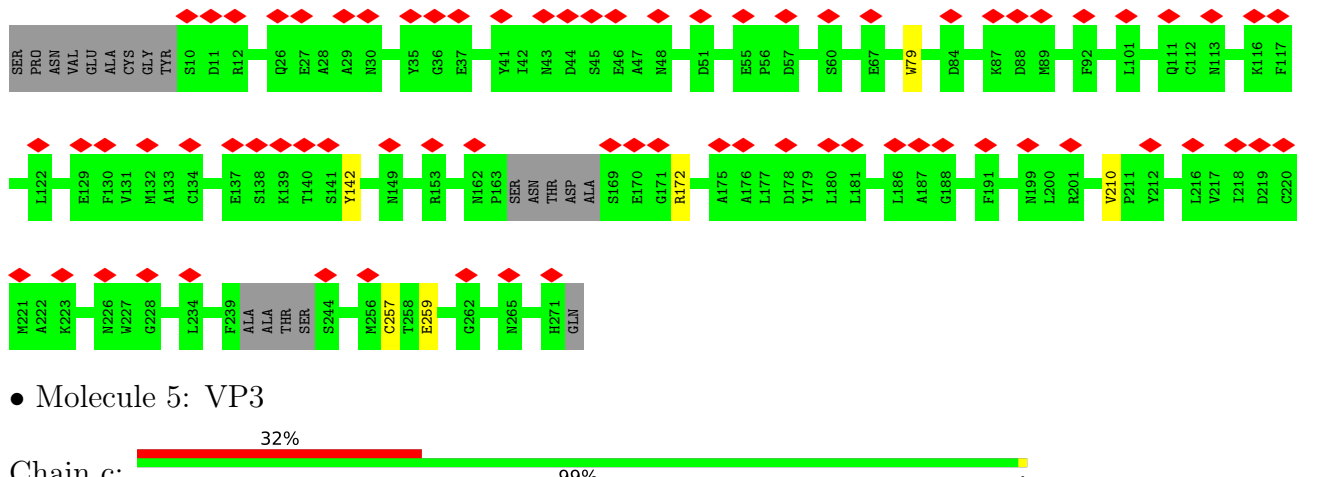 SER PRO ASN VAL GLU ALA CYS GLY TYR S10 D11 R12 Q26 E27 A28 A29 N30 Y35 G36 E37 Y41 I42 N43 D44 S45 E46 A47 N48 D51 E55 P56 D57 S60 E67 W79 D84 K87 D88 M89 F92 L101 Q111 C112 N113 K116 F117
L122 E129 F130 V131 M132 A133 C134 E137 S138 K139 T140 S141 Y142 N149 R153 N162 P163 SER ASN THR ASP ALA S169 E170 G171 R172 A175 A176 L177 D178 Y179 L180 L181 L186 A187 G188 F191 N199 L200 R201 V210 P211 Y212 L216 V217 I218 D219 C220
M221 A222 K223 N226 W227 G228 L234 F239 ALA ALA THR SER S244 M256 C257 T258 E259 G262 N265 H271 GLN
• Molecule 5: VP3
32%
Chain c:
99%